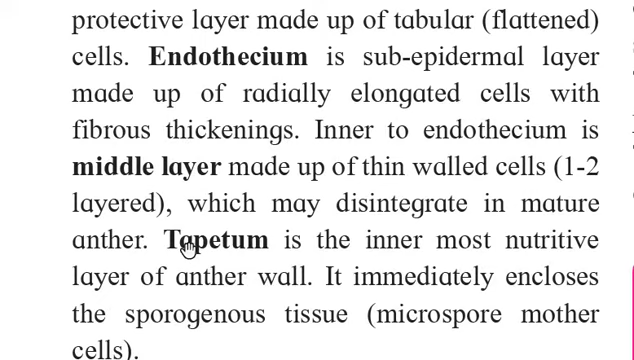 protective layer made up of tabular (flattened)
cells. Endothecium is sub-epidermal layer
made up of radially elongated cells with
fibrous thickenings. Inner to endothecium is
middle layer made up of thin walled cells (1-2
layered), which may disintegrate in mature
anther. Tapetum is the inner most nutritive
layer of anther wall. It immediately encloses
the sporogenous tissue (microspore mother
cells).